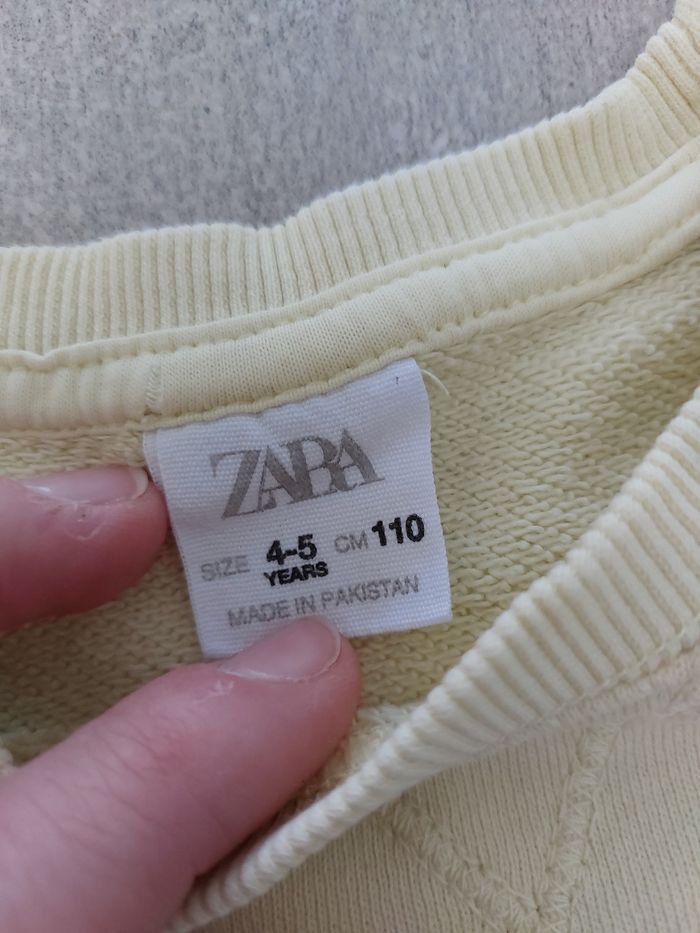 ZARA
SIZE 4-5 CM 110
YEARS
MADE IN PAKISTAN